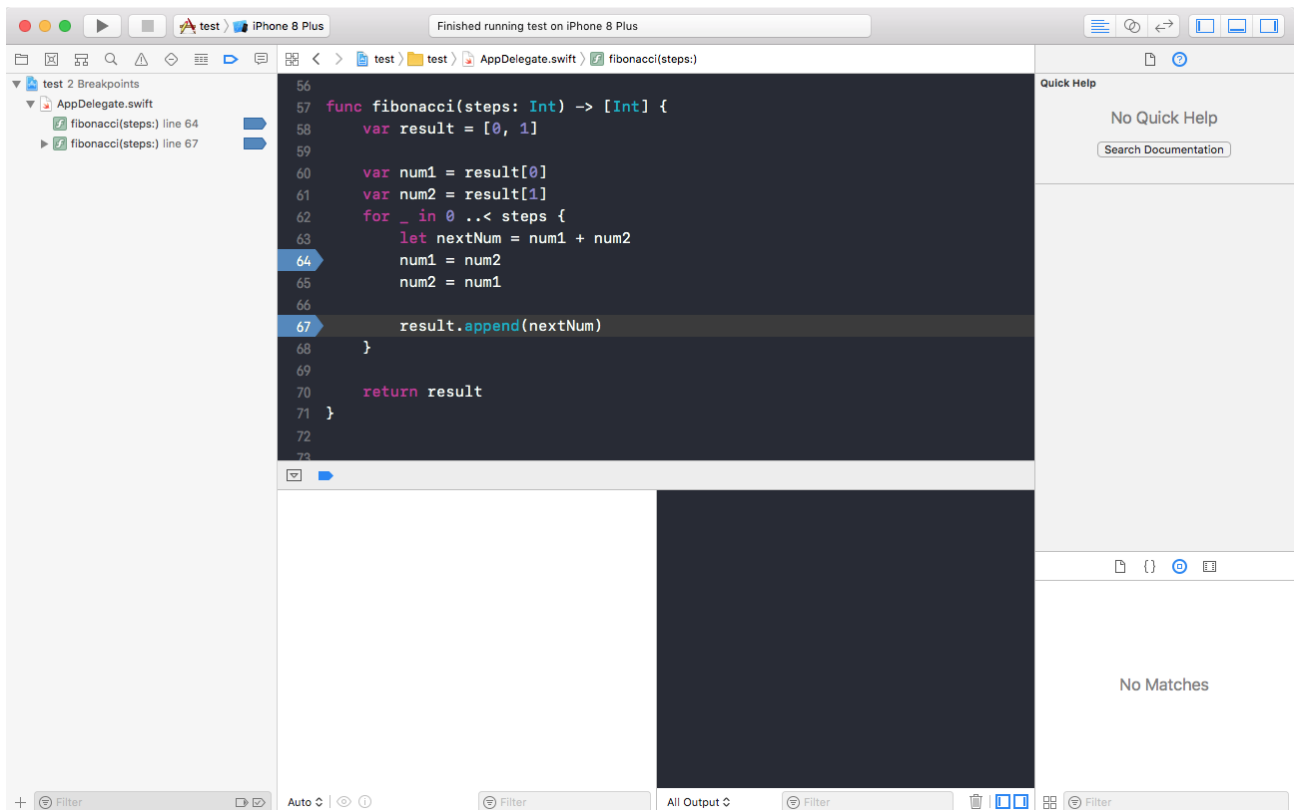 test 〉 iPhone 8 Plus
Finished running test on iPhone 8 Plus
test 〉 test 〉 AppDelegate.swift 〉 fibonacci(steps:)
test 2 Breakpoints
AppDelegate.swift
fibonacci(steps:) line 64
fibonacci(steps:) line 67
56
57 func fibonacci(steps: Int) -> [Int] {
58     var result = [0, 1]
59
60     var num1 = result[0]
61     var num2 = result[1]
62     for _ in 0 ..< steps {
63         let nextNum = num1 + num2
64         num1 = num2
65         num2 = num1
66
67         result.append(nextNum)
68     }
69
70     return result
71 }
72
73
Quick Help
No Quick Help
Search Documentation
{}
No Matches
Filter
Auto
Filter
All Output
Filter
Filter